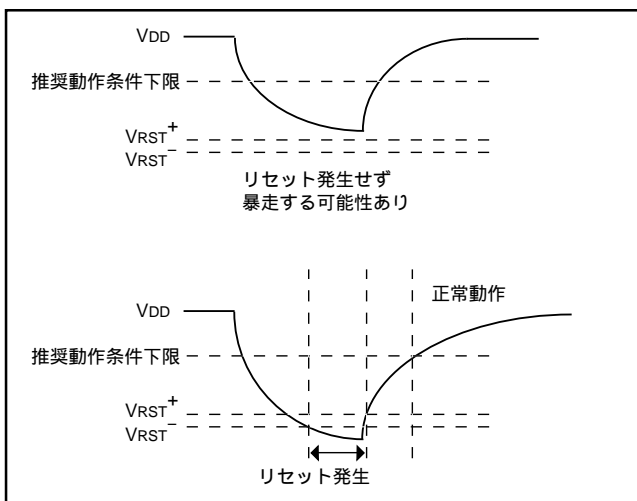 VDD
推奨動作条件下限
VRST+
VRST−
リセット発生せず
暴走する可能性あり
正常動作
VDD
推奨動作条件下限
VRST+
VRST−
リセット発生